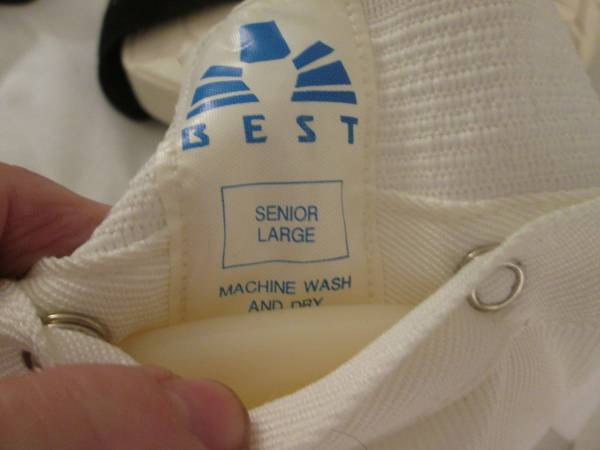 BEST
SENIOR
LARGE
MACHINE WASH
AND DRY